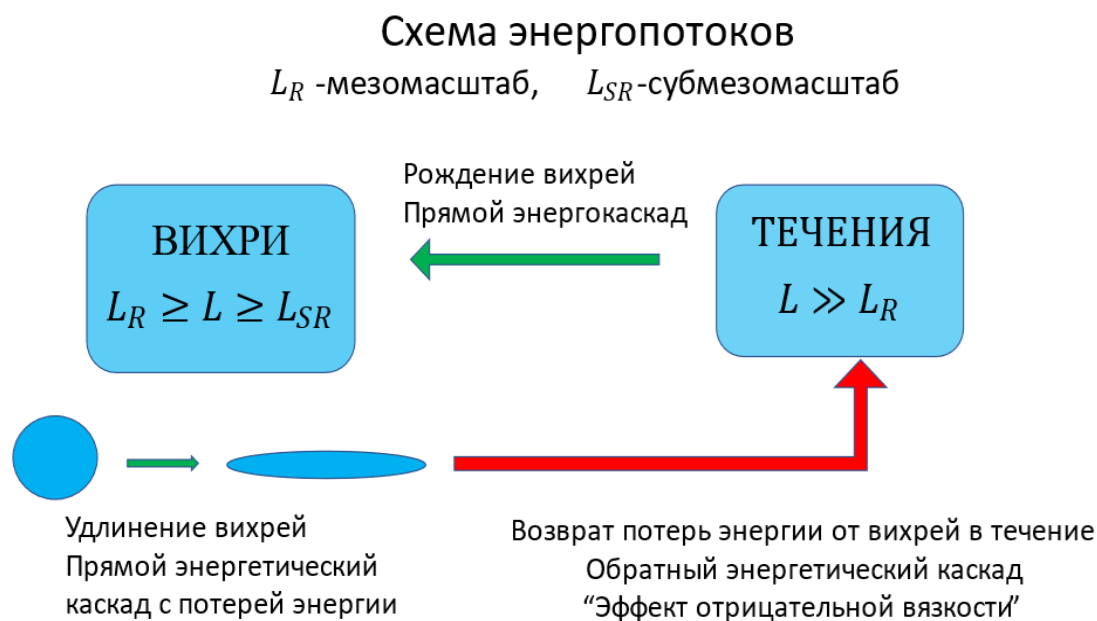 Схема энергопотоков
L_R -мезомасштаб, L_SR-субмезомасштаб
Рождение вихрей
Прямой энергокаскад
ВИХРИ
L_R ≥ L ≥ L_SR
ТЕЧЕНИЯ
L ≫ L_R
Удлинение вихрей
Прямой энергетический
каскад с потерей энергии
Возврат потерь энергии от вихрей в течение
Обратный энергетический каскад
“Эффект отрицательной вязкости”